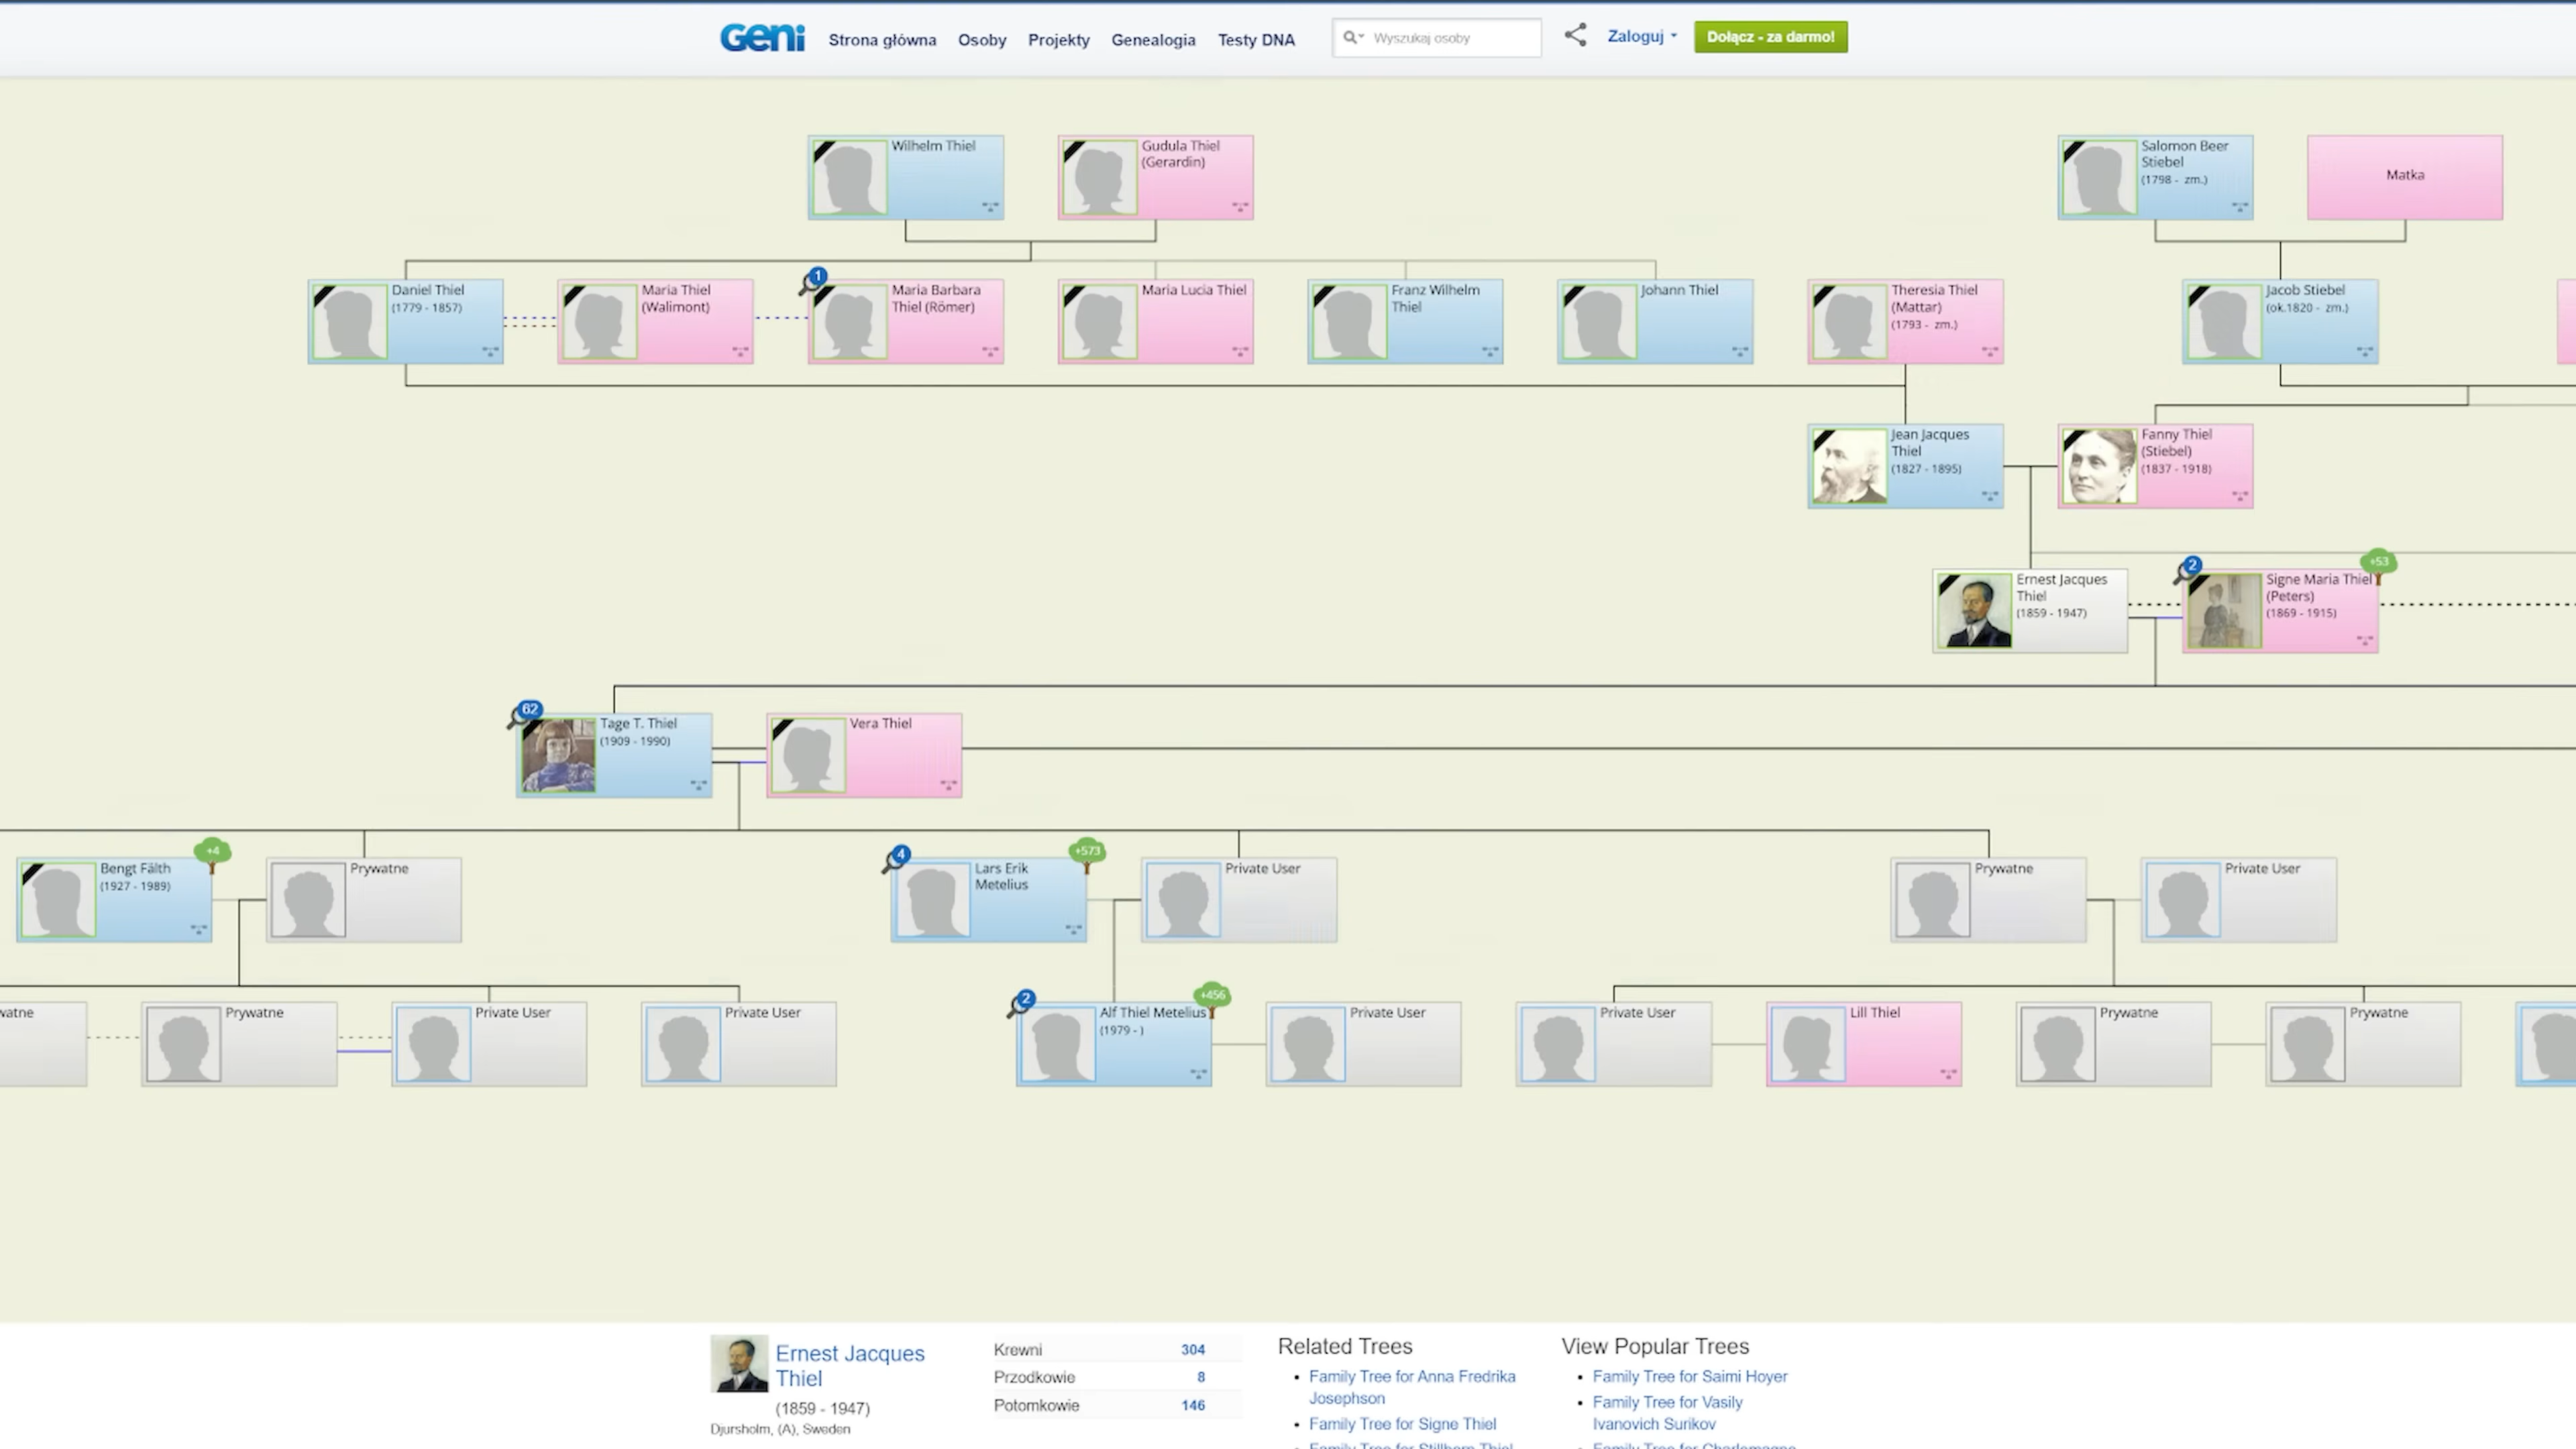 Geni Strona główna Osoby Projekty Genealogia Testy DNA Wyszukaj osoby Zaloguj Dołącz - za darmo!
Wilhelm Thiel
Gudula Thiel
(Gerardin)
Salomon Beer
Stiebel
(1798 - zm.)
Matka
Daniel Thiel
(1779 - 1857)
Maria Thiel
(Walimont)
1
Maria Barbara
Thiel (Römer)
Maria Lucia Thiel
Franz Wilhelm
Thiel
Johann Thiel
Theresia Thiel
(Mattar)
(1793 - zm.)
Jacob Stiebel
(ok.1820 - zm.)
Jean Jacques
Thiel
(1827 - 1895)
Fanny Thiel
(Stiebel)
(1837 - 1918)
Ernest Jacques
Thiel
(1859 - 1947)
2
+53
Signe Maria Thiel
(Peters)
(1869 - 1915)
62
Tage T. Thiel
(1909 - 1990)
Vera Thiel
+4
Bengt Fälth
(1927 - 1989)
Prywatne
4
+573
Lars Erik
Metelius
Private User
Prywatne
Private User
watne
Prywatne
Private User
Private User
2
+456
Alf Thiel Metelius
(1979 - )
Private User
Private User
Lill Thiel
Prywatne
Prywatne
Ernest Jacques
Thiel
(1859 - 1947)
Djursholm, (A), Sweden
Krewni 304
Przodkowie 8
Potomkowie 146
Related Trees
• Family Tree for Anna Fredrika
Josephson
• Family Tree for Signe Thiel
Family Tree for Stillborn Thiel
View Popular Trees
• Family Tree for Saimi Hoyer
• Family Tree for Vasily
Ivanovich Surikov
Family Tree for Charlemagne